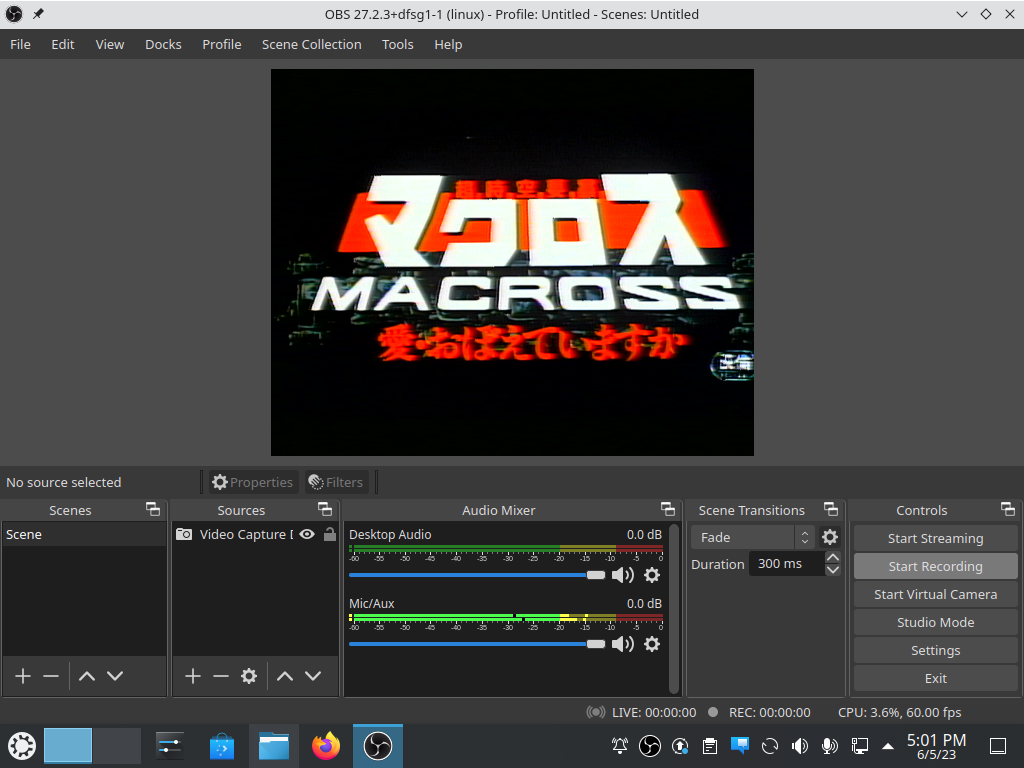 OBS 27.2.3+dfsg1-1 (linux) - Profile: Untitled - Scenes: Untitled
File Edit View Docks Profile Scene Collection Tools Help
超時空要塞
マクロス
MACROSS
愛・おぼえていますか
No source selected Properties Filters
Scenes
Scene
Sources
Video Capture D
Audio Mixer
Desktop Audio 0.0 dB
-60 -55 -50 -45 -40 -35 -30 -25 -20 -15 -10 -5 0
Mic/Aux 0.0 dB
-60 -55 -50 -45 -40 -35 -30 -25 -20 -15 -10 -5 0
Scene Transitions
Fade
Duration 300 ms
Controls
Start Streaming
Start Recording
Start Virtual Camera
Studio Mode
Settings
Exit
LIVE: 00:00:00 REC: 00:00:00 CPU: 3.6%, 60.00 fps
5:01 PM
6/5/23